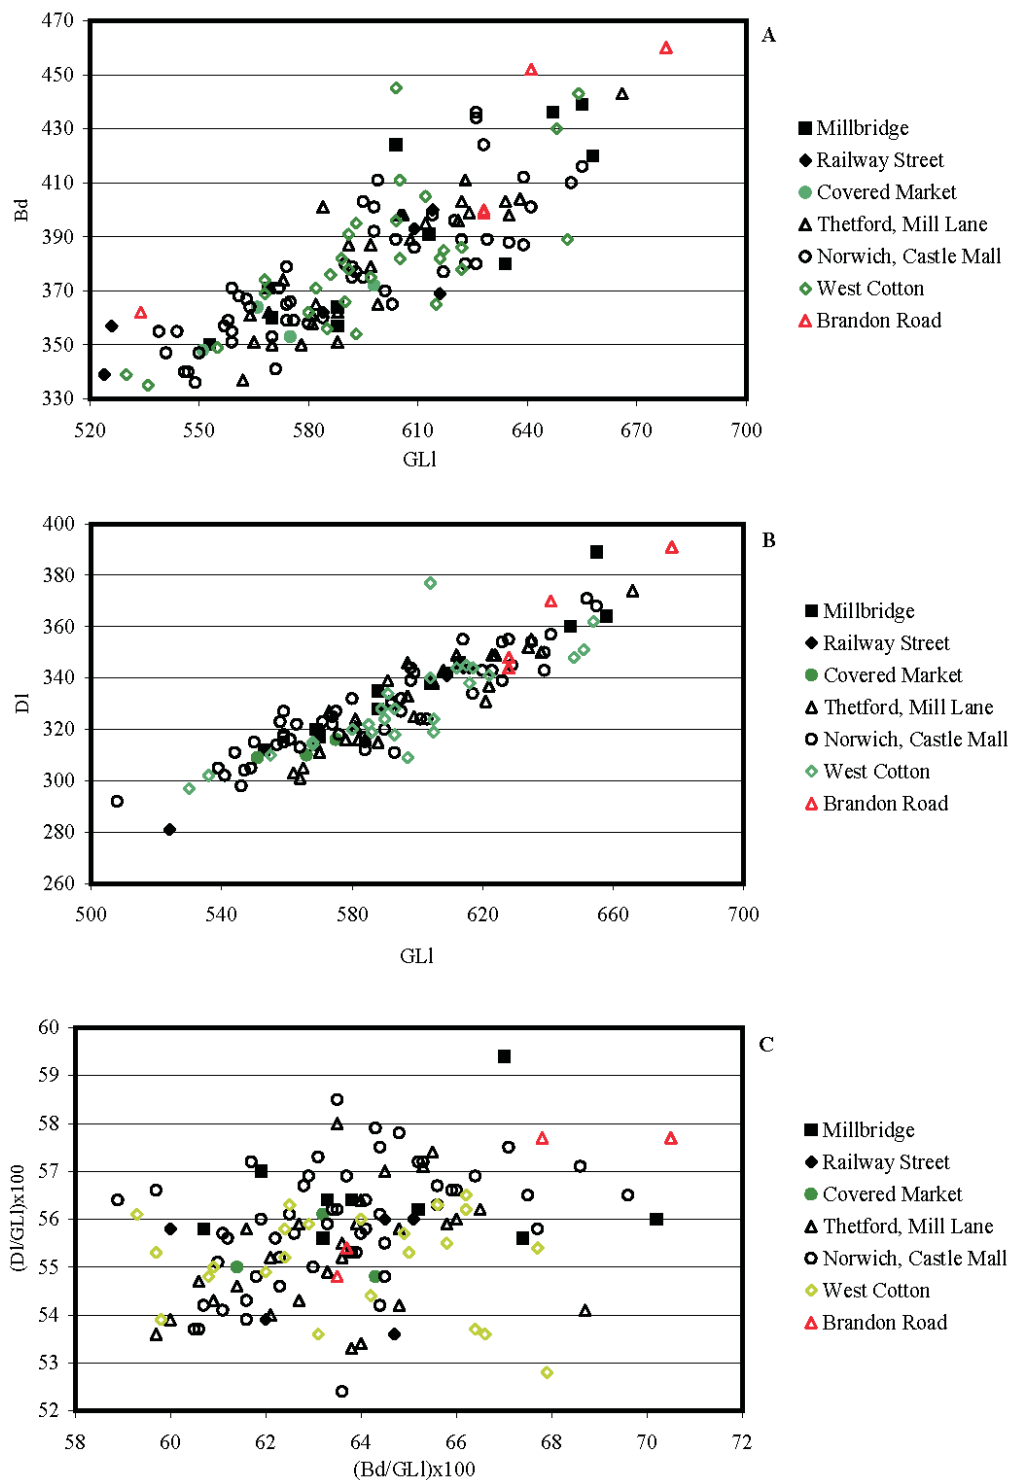 A
470
450
430
410
390
370
350
330
520 550 580 610 640 670 700
Bd
GLl
Millbridge
Railway Street
Covered Market
Thetford, Mill Lane
Norwich, Castle Mall
West Cotton
Brandon Road
B
400
380
360
340
320
300
280
260
500 540 580 620 660 700
Dl
GLl
Millbridge
Railway Street
Covered Market
Thetford, Mill Lane
Norwich, Castle Mall
West Cotton
Brandon Road
C
60
59
58
57
56
55
54
53
52
58 60 62 64 66 68 70 72
(Dl/GLl)x100
(Bd/GLl)x100
Millbridge
Railway Street
Covered Market
Thetford, Mill Lane
Norwich, Castle Mall
West Cotton
Brandon Road